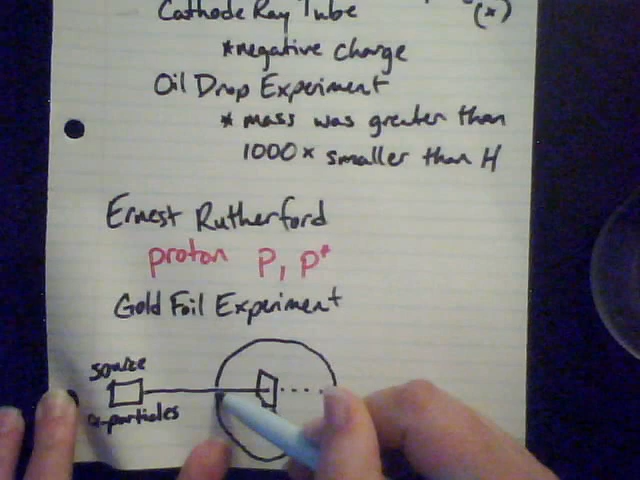 Cathode Ray Tube (*)
*negative charge
Oil Drop Experiment
* mass was greater than
1000x smaller than H
Ernest Rutherford
proton P, P+
Gold Foil Experiment
source
α-particles